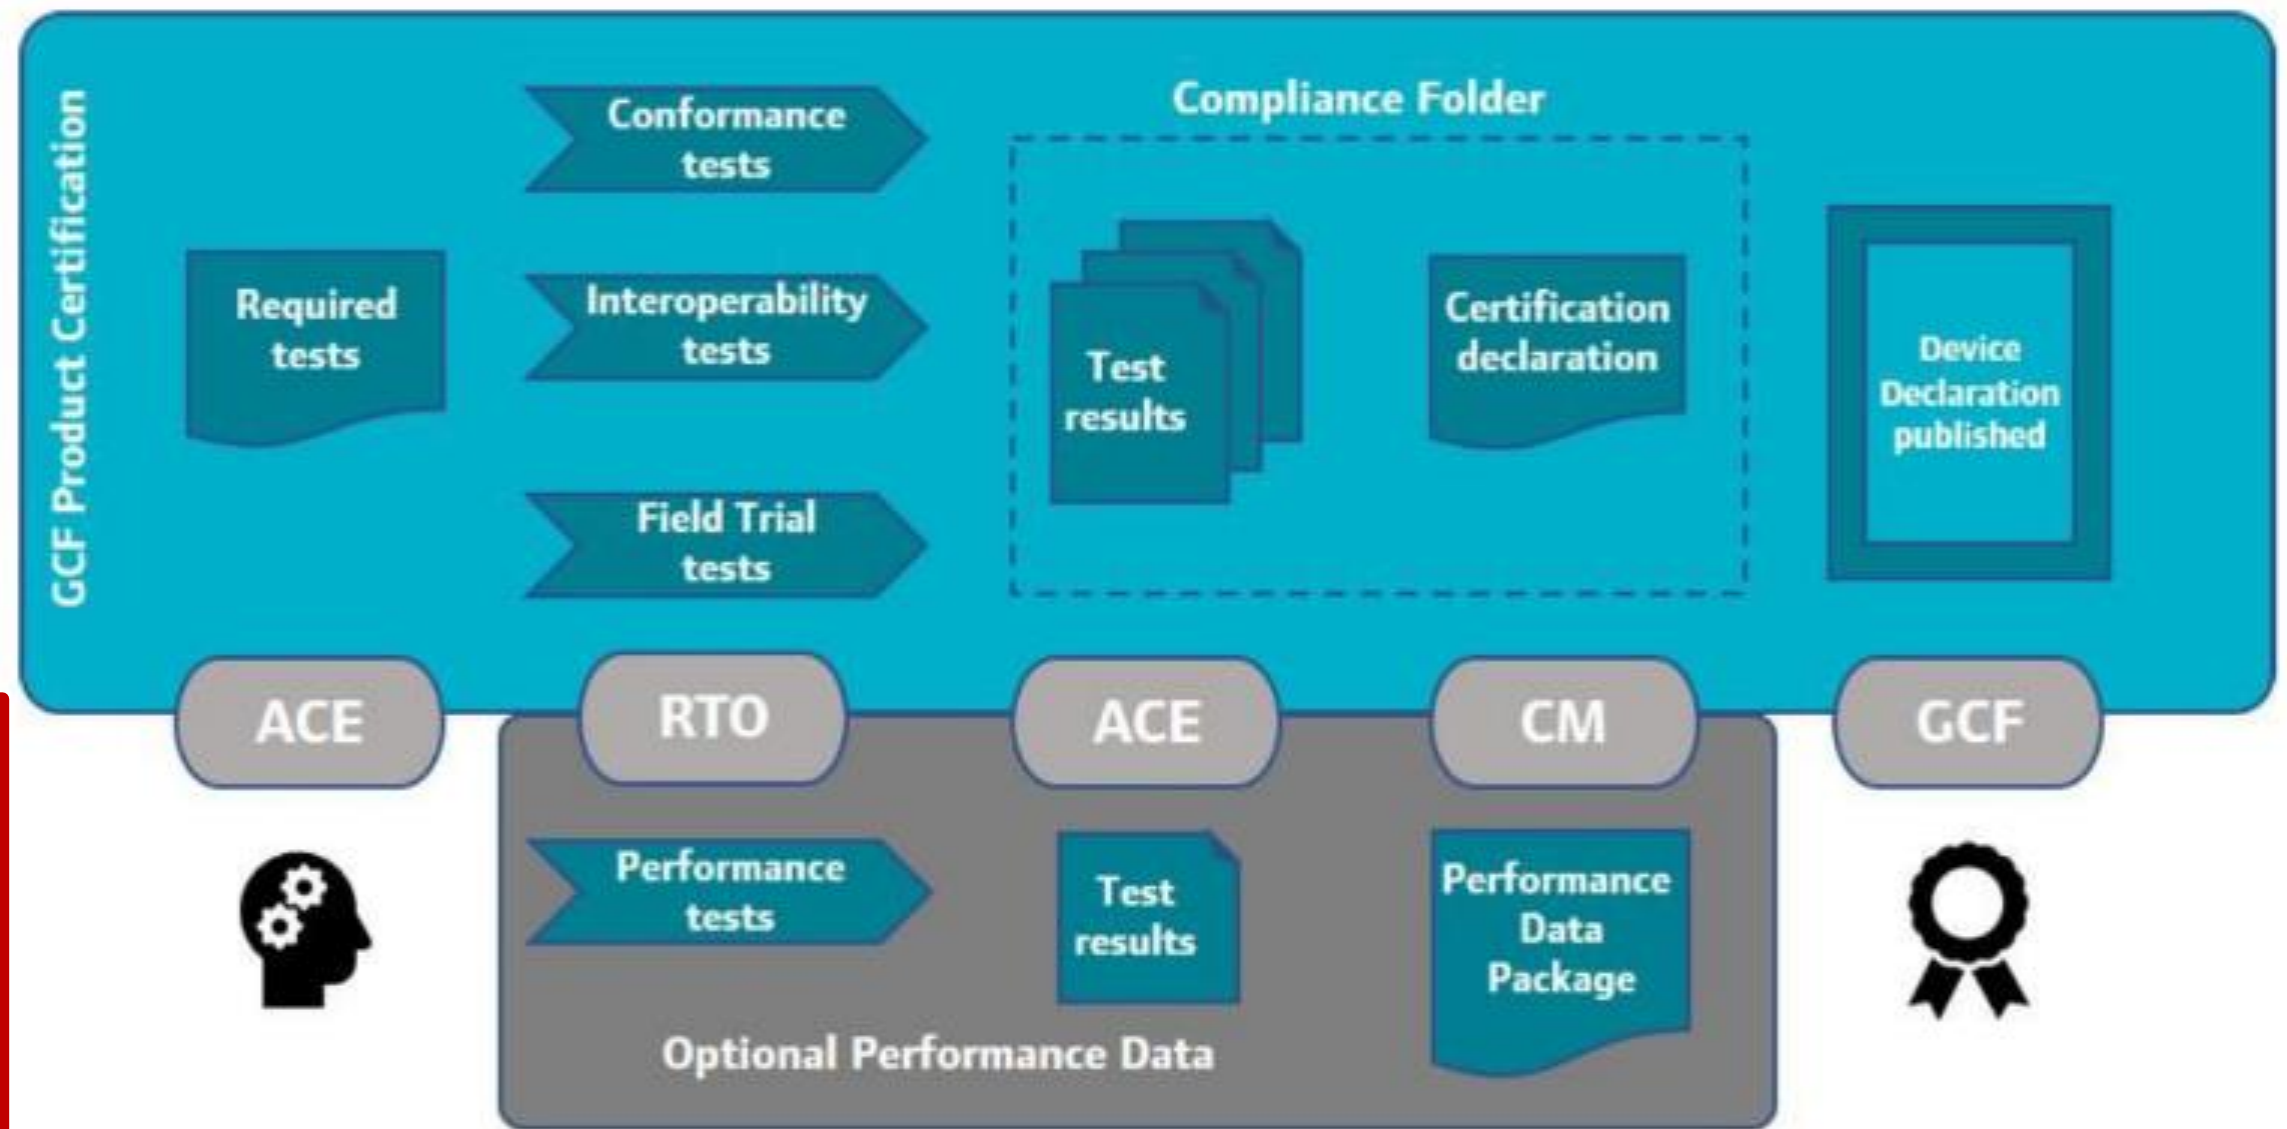 GCF Product Certification
Required
tests
Conformance
tests
Interoperability
tests
Field Trial
tests
Compliance Folder
Test
results
Certification
declaration
Device
Declaration
published
ACE
RTO
ACE
CM
GCF
Performance
tests
Test
results
Performance
Data
Package
Optional Performance Data